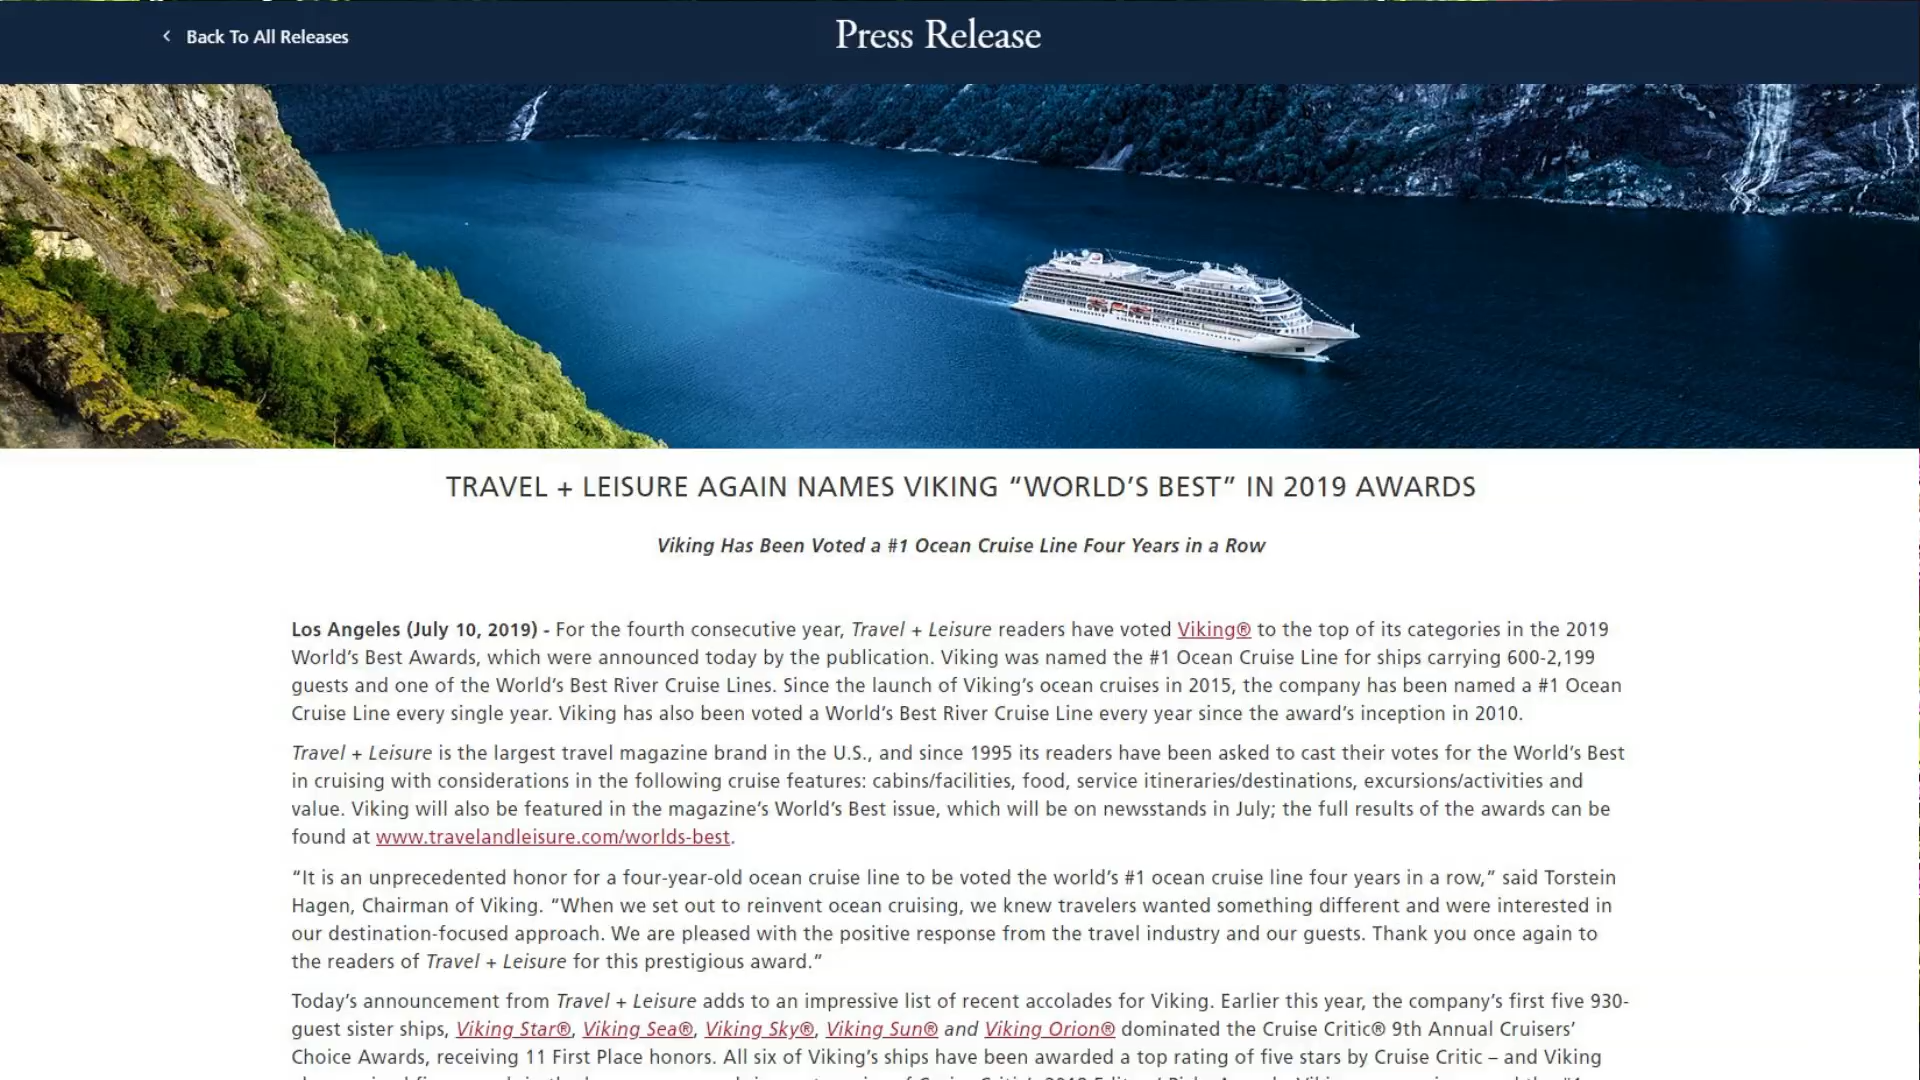 Back To All Releases
Press Release
TRAVEL + LEISURE AGAIN NAMES VIKING “WORLD’S BEST” IN 2019 AWARDS
Viking Has Been Voted a #1 Ocean Cruise Line Four Years in a Row
Los Angeles (July 10, 2019) - For the fourth consecutive year, Travel + Leisure readers have voted Viking® to the top of its categories in the 2019
World’s Best Awards, which were announced today by the publication. Viking was named the #1 Ocean Cruise Line for ships carrying 600-2,199
guests and one of the World’s Best River Cruise Lines. Since the launch of Viking’s ocean cruises in 2015, the company has been named a #1 Ocean
Cruise Line every single year. Viking has also been voted a World’s Best River Cruise Line every year since the award’s inception in 2010.
Travel + Leisure is the largest travel magazine brand in the U.S., and since 1995 its readers have been asked to cast their votes for the World’s Best
in cruising with considerations in the following cruise features: cabins/facilities, food, service itineraries/destinations, excursions/activities and
value. Viking will also be featured in the magazine’s World’s Best issue, which will be on newsstands in July; the full results of the awards can be
found at www.travelandleisure.com/worlds-best.
“It is an unprecedented honor for a four-year-old ocean cruise line to be voted the world’s #1 ocean cruise line four years in a row,” said Torstein
Hagen, Chairman of Viking. “When we set out to reinvent ocean cruising, we knew travelers wanted something different and were interested in
our destination-focused approach. We are pleased with the positive response from the travel industry and our guests. Thank you once again to
the readers of Travel + Leisure for this prestigious award.”
Today’s announcement from Travel + Leisure adds to an impressive list of recent accolades for Viking. Earlier this year, the company’s first five 930-
guest sister ships, Viking Star®, Viking Sea®, Viking Sky®, Viking Sun® and Viking Orion® dominated the Cruise Critic® 9th Annual Cruisers’
Choice Awards, receiving 11 First Place honors. All six of Viking’s ships have been awarded a top rating of five stars by Cruise Critic – and Viking